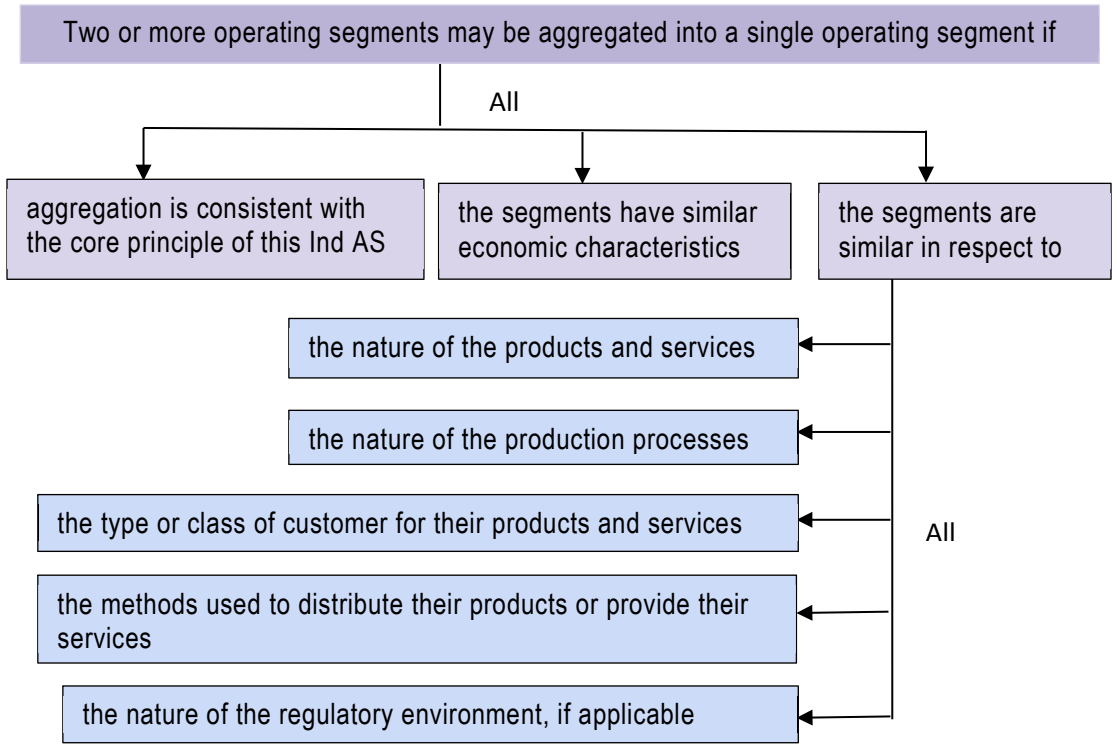 Two or more operating segments may be aggregated into a single operating segment if
All
aggregation is consistent with
the core principle of this Ind AS
the segments have similar
economic characteristics
the segments are
similar in respect to
the nature of the products and services
the nature of the production processes
the type or class of customer for their products and services
All
the methods used to distribute their products or provide their
services
the nature of the regulatory environment, if applicable